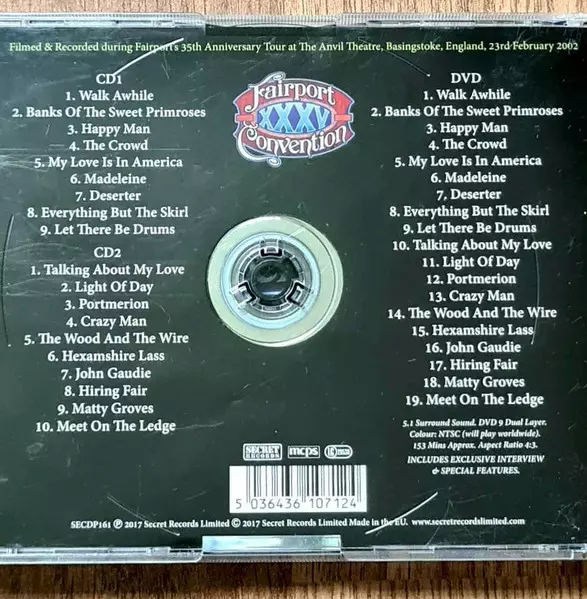 Filmed & Recorded during Fairport's 35th Anniversary Tour at The Anvil Theatre, Basingstoke, England, 23rd February 2002
CD1
1. Walk Awhile
2. Banks Of The Sweet Primroses
3. Happy Man
4. The Crowd
5. My Love Is In America
6. Madeleine
7. Deserter
8. Everything But The Skirl
9. Let There Be Drums
CD2
1. Talking About My Love
2. Light Of Day
3. Portmerion
4. Crazy Man
5. The Wood And The Wire
6. Hexamshire Lass
7. John Gaudie
8. Hiring Fair
9. Matty Groves
10. Meet On The Ledge
Fairport
XXXV
Convention
DVD
1. Walk Awhile
2. Banks Of The Sweet Primroses
3. Happy Man
4. The Crowd
5. My Love Is In America
6. Madeleine
7. Deserter
8. Everything But The Skirl
9. Let There Be Drums
10. Talking About My Love
11. Light Of Day
12. Portmerion
13. Crazy Man
14. The Wood And The Wire
15. Hexamshire Lass
16. John Gaudie
17. Hiring Fair
18. Matty Groves
19. Meet On The Ledge
5.1 Surround Sound. DVD 9 Dual Layer.
Colour: NTSC (will play worldwide).
153 Mins Approx. Aspect Ratio 4:3.
INCLUDES EXCLUSIVE INTERVIEW
& SPECIAL FEATURES.
SECRET
RECORDS
mcps
5 036436 107124
SECDP161 ℗ 2017 Secret Records Limited © 2017 Secret Records Limited Made in the EU. www.secretrecordslimited.com